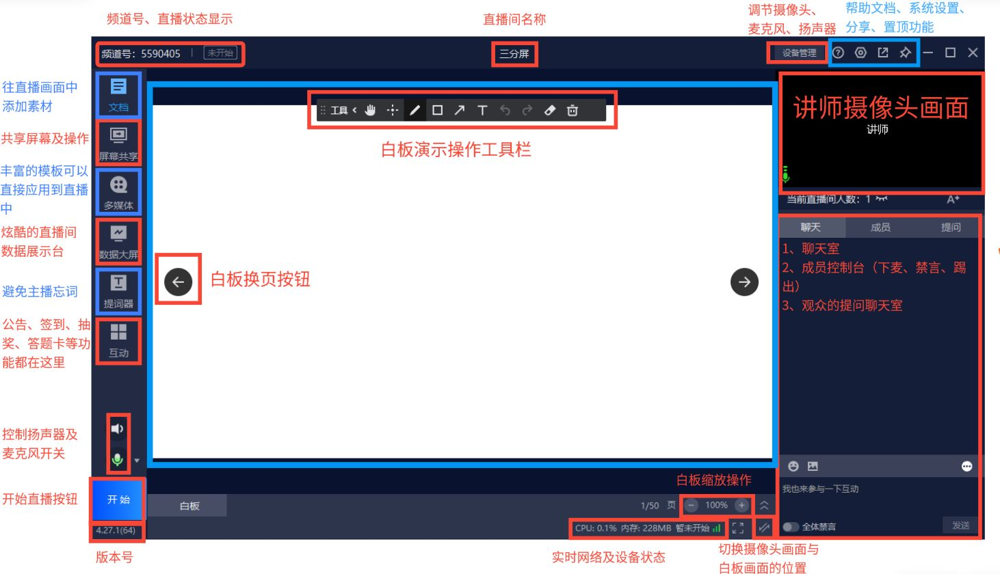 频道号、直播状态显示
直播间名称
调节摄像头、
麦克风、扬声器
帮助文档、系统设置、
分享、置顶功能
频道号：5590405
未开始
三分屏
设备管理
往直播画面中
添加素材
文档
共享屏幕及操作
屏幕共享
丰富的模板可以
直接应用到直播
中
多媒体
炫酷的直播间
数据展示台
数据大屏
避免主播忘词
提词器
公告、签到、抽
奖、答题卡等功
能都在这里
互动
控制扬声器及
麦克风开关
开始直播按钮
开始
4.27.1(64)
版本号
工具
白板演示操作工具栏
白板换页按钮
白板
白板缩放操作
1/50 页
100%
CPU: 0.1% 内存: 228MB 暂未开始
实时网络及设备状态
切换摄像头画面与
白板画面的位置
讲师摄像头画面
讲师
当前直播间人数：1
A+
聊天 成员 提问
1、聊天室
2、成员控制台（下麦、禁言、踢
出）
3、观众的提问聊天室
我也来参与一下互动
全体禁言
发送